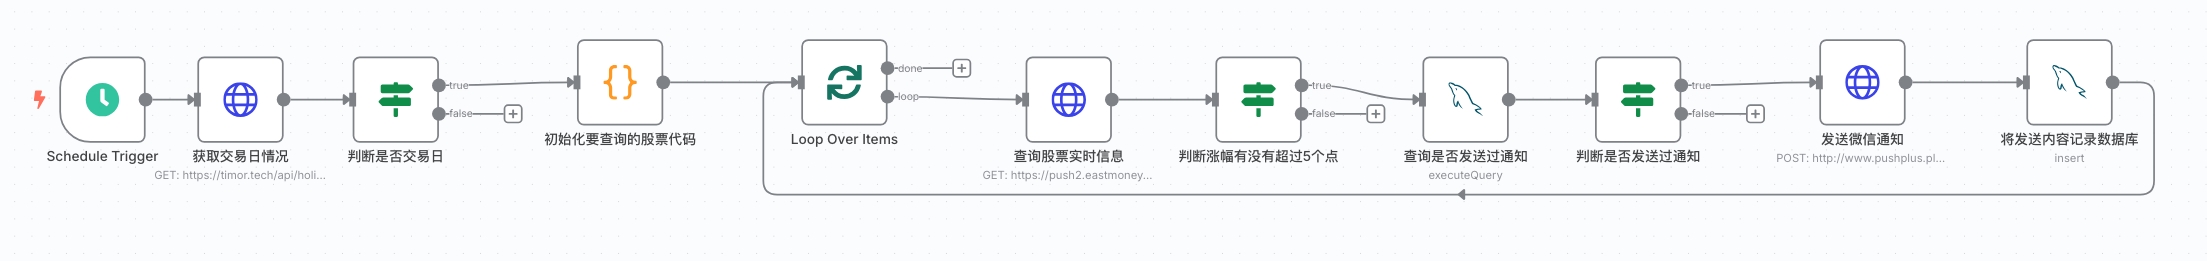 Schedule Trigger
获取交易日情况
GET: https://timor.tech/api/holi...
判断是否交易日
true
false
初始化要查询的股票代码
Loop Over Items
done
loop
查询股票实时信息
GET: https://push2.eastmoney...
判断涨幅有没有超过5个点
true
false
查询是否发送过通知
executeQuery
判断是否发送过通知
true
false
发送微信通知
POST: http://www.pushplus.pl...
将发送内容记录数据库
insert